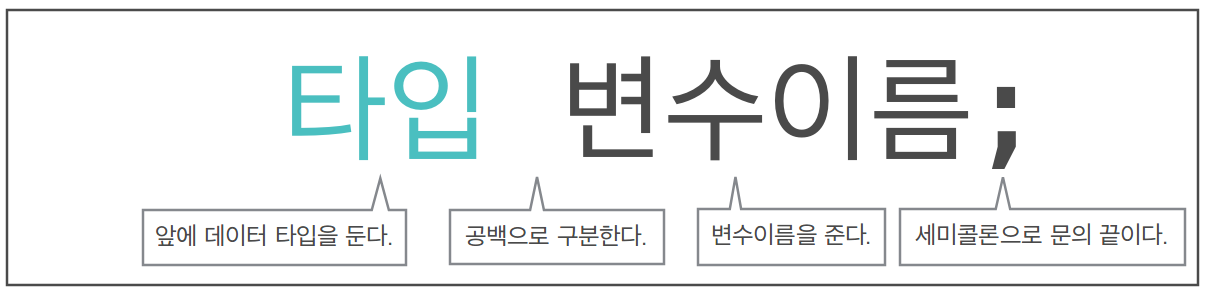 타입 변수이름;
앞에 데이터 타입을 둔다.
공백으로 구분한다.
변수이름을 준다.
세미콜론으로 문의 끝이다.